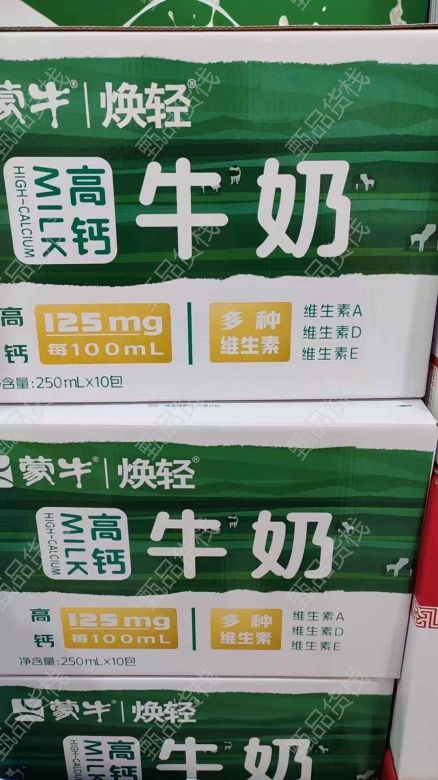 蒙牛 | 焕轻®
高钙
MILK
HIGH-CALCIUM
牛奶
高钙
125mg
每100mL
多种
维生素
维生素A
维生素D
维生素E
净含量:250mL×10包
蒙牛 | 焕轻®
高钙
MILK
HIGH-CALCIUM
牛奶
高钙
125mg
每100mL
多种
维生素
维生素A
维生素D
维生素E
净含量:250mL×10包
蒙牛 | 焕轻®
高
MILK
牛奶
甄品货栈